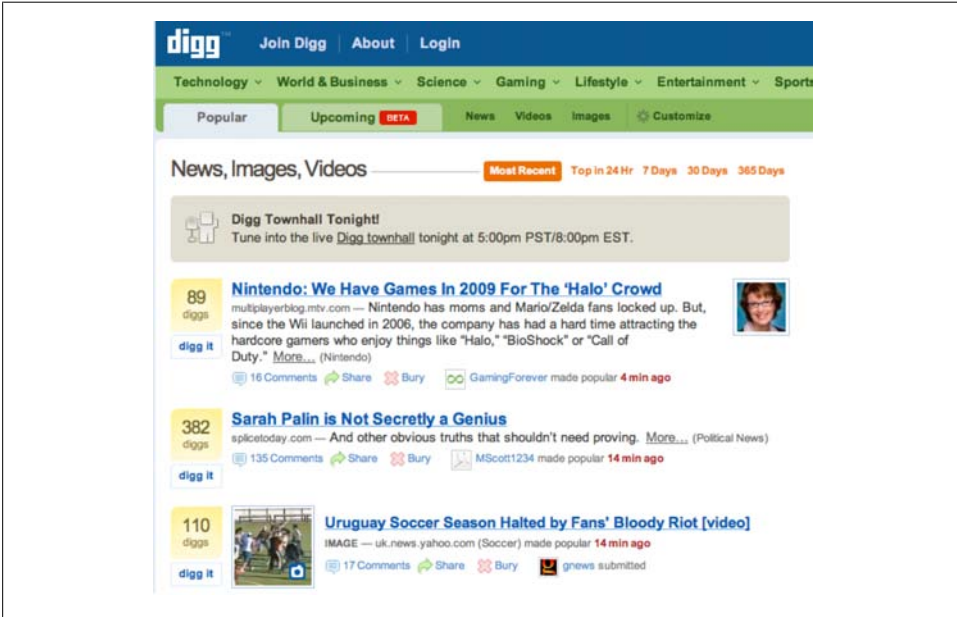 digg™ Join Digg About Login
Technology World & Business Science Gaming Lifestyle Entertainment Sports
Popular Upcoming BETA News Videos Images Customize
News, Images, Videos Most Recent Top in 24 Hr 7 Days 30 Days 365 Days
Digg Townhall Tonight!
Tune into the live Digg townhall tonight at 5:00pm PST/8:00pm EST.
89 diggs digg it
Nintendo: We Have Games In 2009 For The ‘Halo’ Crowd
multiplayerblog.mtv.com — Nintendo has moms and Mario/Zelda fans locked up. But,
since the Wii launched in 2006, the company has had a hard time attracting the
hardcore gamers who enjoy things like “Halo,” “BioShock” or “Call of
Duty.” More... (Nintendo)
16 Comments Share Bury GamingForever made popular 4 min ago
382 diggs digg it
Sarah Palin is Not Secretly a Genius
splicetoday.com — And other obvious truths that shouldn’t need proving. More... (Political News)
135 Comments Share Bury MScott1234 made popular 14 min ago
110 diggs digg it
Uruguay Soccer Season Halted by Fans’ Bloody Riot [video]
IMAGE — uk.news.yahoo.com (Soccer) made popular 14 min ago
17 Comments Share Bury g gnews submitted